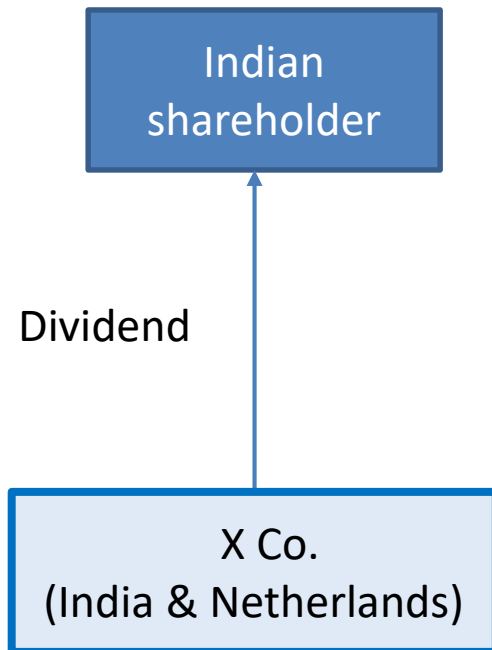 Indian
shareholder
Dividend
X Co.
(India & Netherlands)